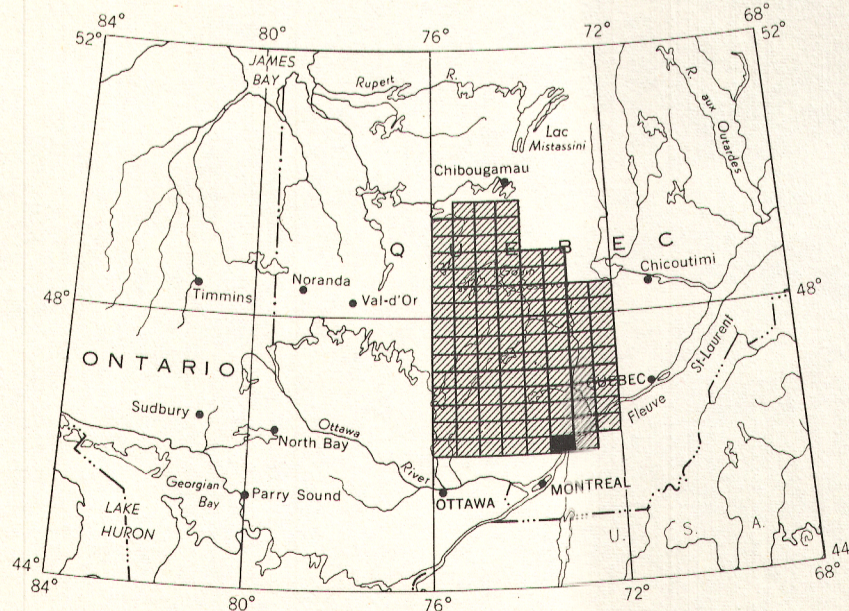 84°
80°
76°
72°
68°
52°
52°
JAMES
BAY
Rupert R.
R. aux Outardes
Lac
Mistassini
Chibougamau
Q U E B E C
Chicoutimi
Timmins
Noranda
Val-d'Or
48°
48°
ONTARIO
St-Laurent
QUEBEC
Fleuve
Sudbury
North Bay
Ottawa
River
Georgian
Bay
Parry Sound
OTTAWA
MONTREAL
LAKE
HURON
U. S. A.
44°
44
84°
80°
76°
72°
68°